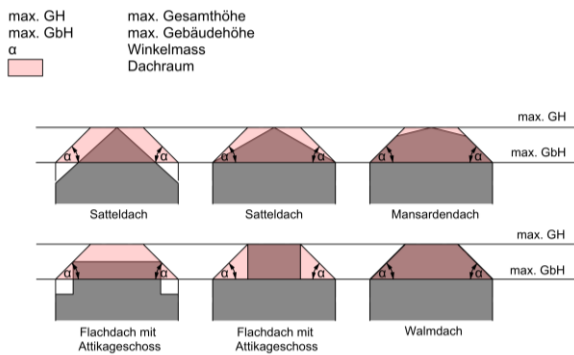 max. GH max. Gesamthöhe
max. GbH max. Gebäudehöhe
α Winkelmass
Dachraum
max. GH
α α α α α α max. GbH
Satteldach Satteldach Mansardendach
max. GH
α α α α α α max. GbH
Flachdach mit Flachdach mit Walmdach
Attikageschoss Attikageschoss